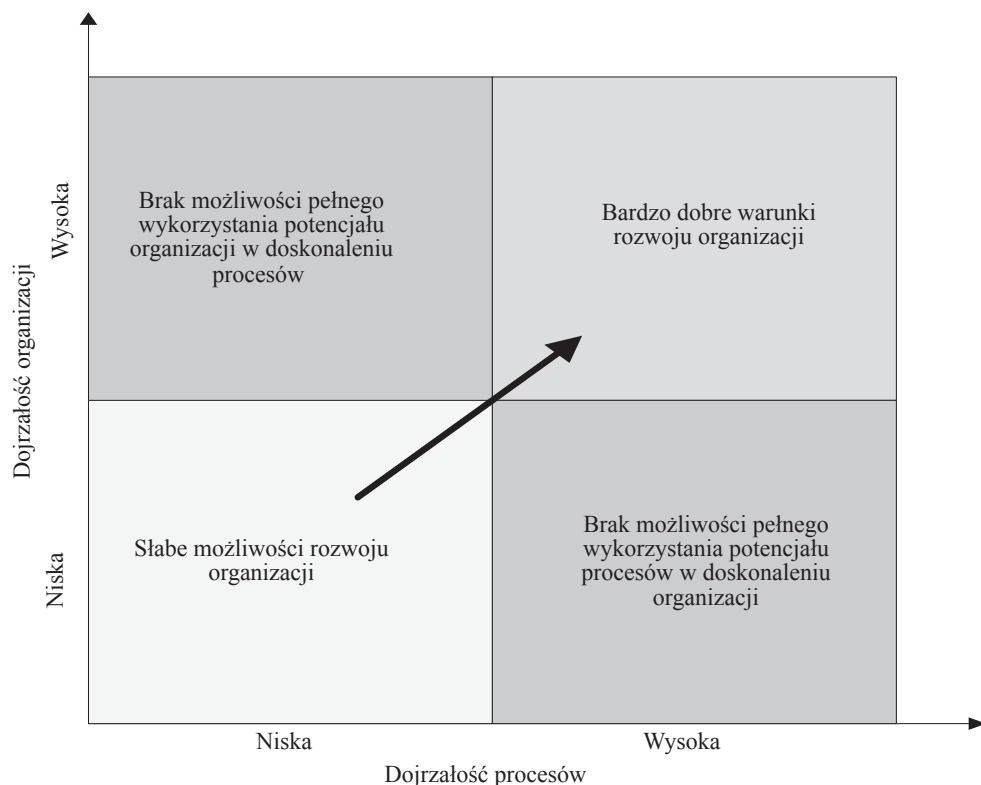 Dojrzałość organizacji
Wysoka
Niska
Brak możliwości pełnego
wykorzystania potencjału
organizacji w doskonaleniu
procesów
Bardzo dobre warunki
rozwoju organizacji
Słabe możliwości rozwoju
organizacji
Brak możliwości pełnego
wykorzystania potencjału
procesów w doskonaleniu
organizacji
Niska
Wysoka
Dojrzałość procesów